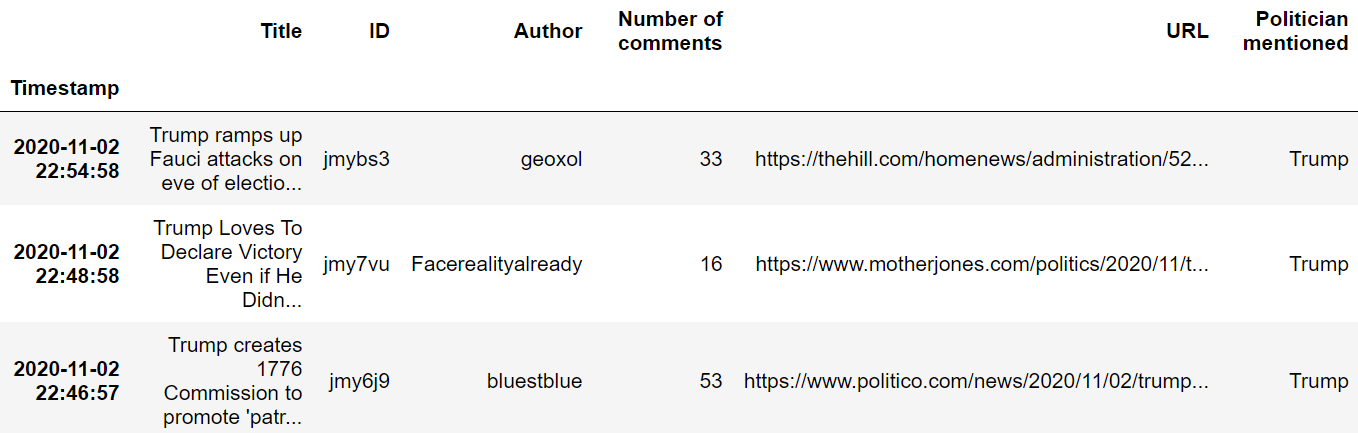 Title ID Author Number of comments URL Politician mentioned
Timestamp
2020-11-02 22:54:58 Trump ramps up Fauci attacks on eve of electio... jmybs3 geoxol 33 https://thehill.com/homenews/administration/52... Trump
2020-11-02 22:48:58 Trump Loves To Declare Victory Even if He Didn... jmy7vu Facerealityalready 16 https://www.motherjones.com/politics/2020/11/t... Trump
2020-11-02 22:46:57 Trump creates 1776 Commission to promote 'patr... jmy6j9 bluestblue 53 https://www.politico.com/news/2020/11/02/trump... Trump